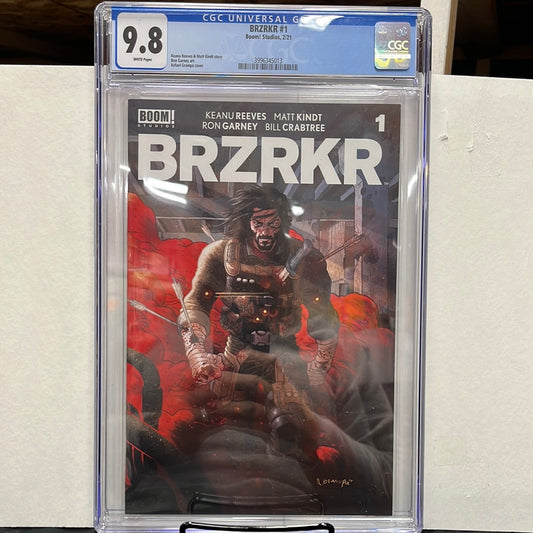 CGC UNIVERSAL G
9.8
WHITE Pages
BRZRKR #1
Boom! Studios, 2/21
Keanu Reeves & Matt Kindt story
Ron Garney art
Rafael Grampá cover
3996345017
CGC
BOOM!
STUDIOS
KEANU REEVES MATT KINDT
RON GARNEY BILL CRABTREE
1
BRZRKR